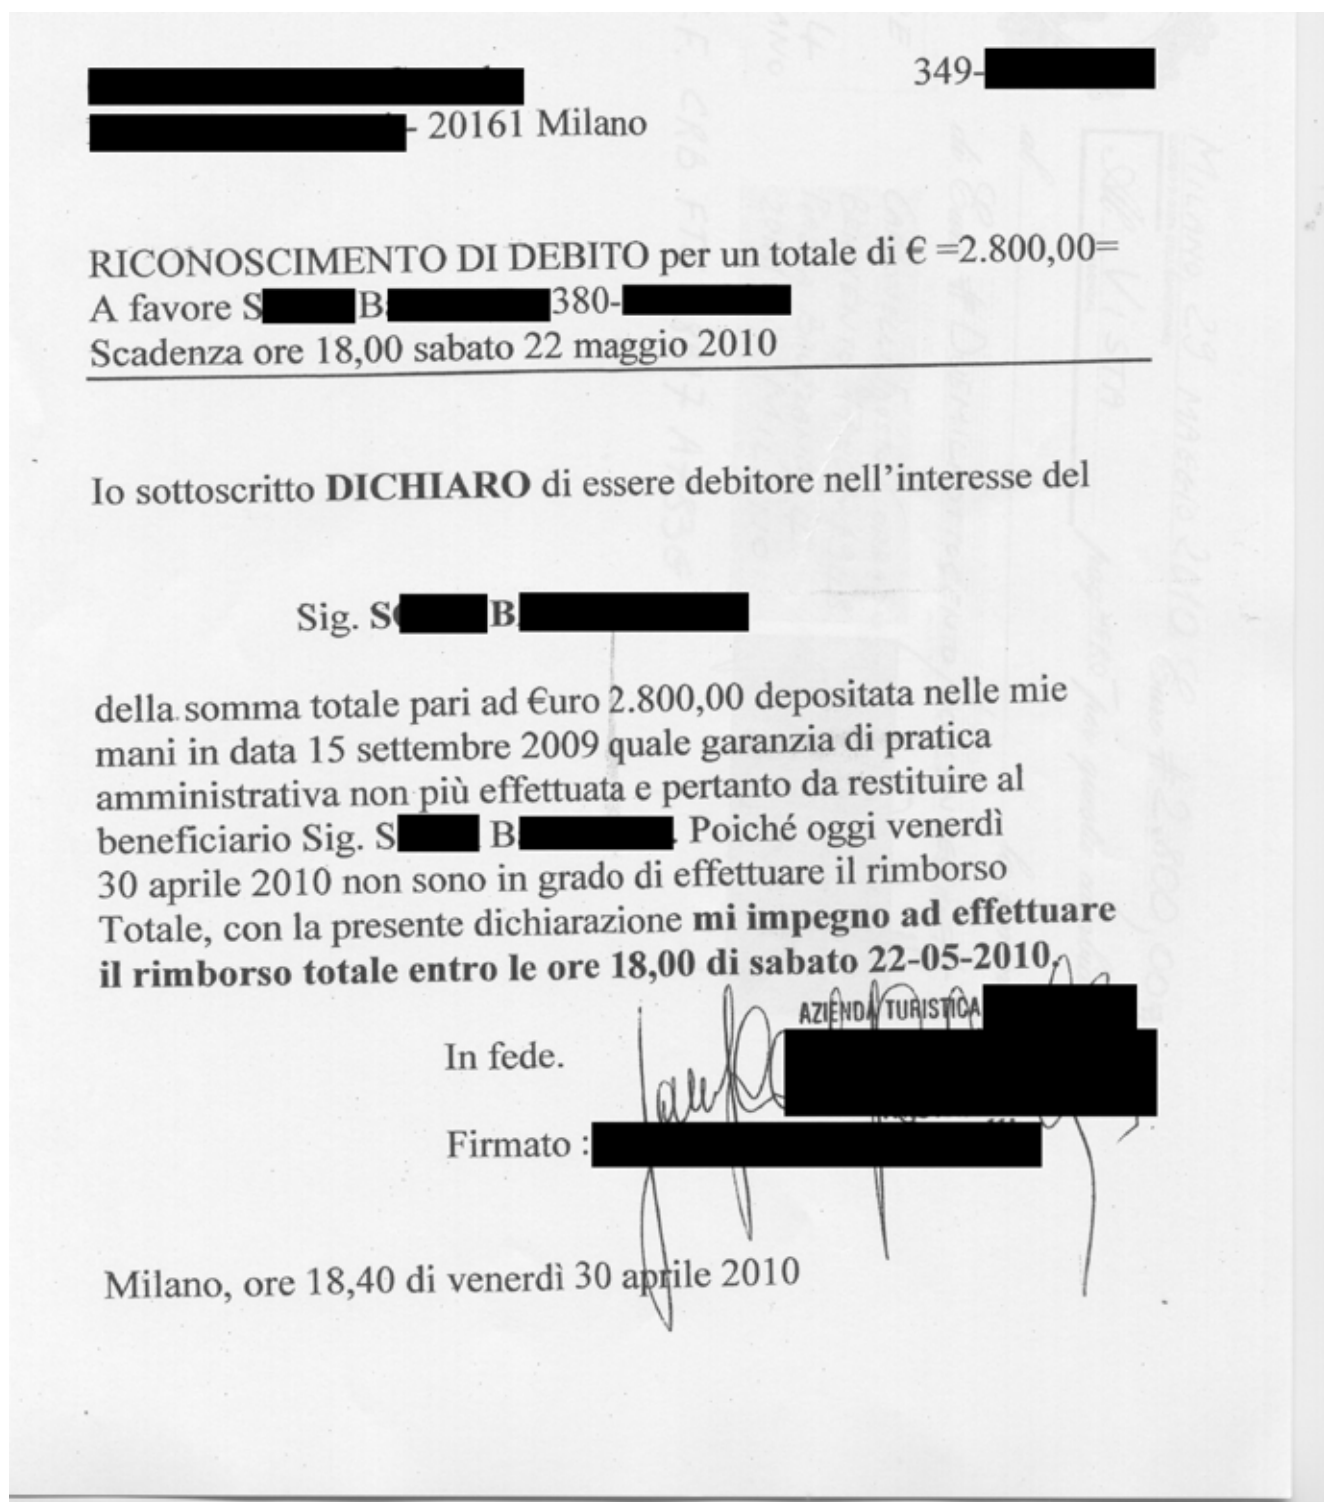 349-
- 20161 Milano
RICONOSCIMENTO DI DEBITO per un totale di € =2.800,00=
A favore S B 380-
Scadenza ore 18,00 sabato 22 maggio 2010
Io sottoscritto DICHIARO di essere debitore nell'interesse del
Sig. S B
della somma totale pari ad €uro 2.800,00 depositata nelle mie
mani in data 15 settembre 2009 quale garanzia di pratica
amministrativa non più effettuata e pertanto da restituire al
beneficiario Sig. S B . Poiché oggi venerdì
30 aprile 2010 non sono in grado di effettuare il rimborso
Totale, con la presente dichiarazione mi impegno ad effettuare
il rimborso totale entro le ore 18,00 di sabato 22-05-2010.
AZIENDA TURISTICA
In fede.
Firmato :
Milano, ore 18,40 di venerdì 30 aprile 2010